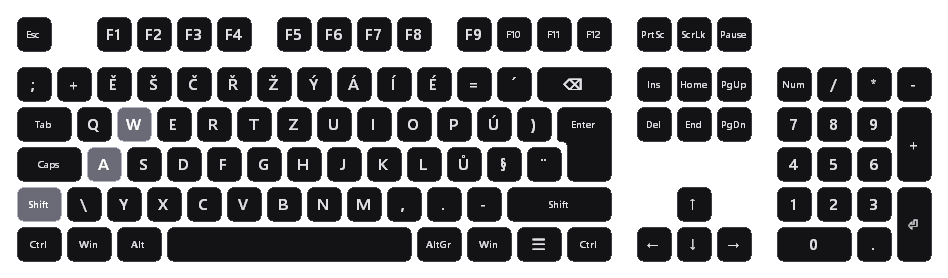 Esc F1 F2 F3 F4 F5 F6 F7 F8 F9 F10 F11 F12 PrtSc ScrLk Pause
; + Ě Š Č Ř Ž Ý Á Í É = ´ ⌫ Ins Home PgUp Num / * -
Tab Q W E R T Z U I O P Ú ) Enter Del End PgDn 7 8 9 +
Caps A S D F G H J K L Ů § ¨ 4 5 6
Shift \ Y X C V B N M , . - Shift ↑ 1 2 3 ⏎
Ctrl Win Alt AltGr Win ☰ Ctrl ← ↓ → 0 .